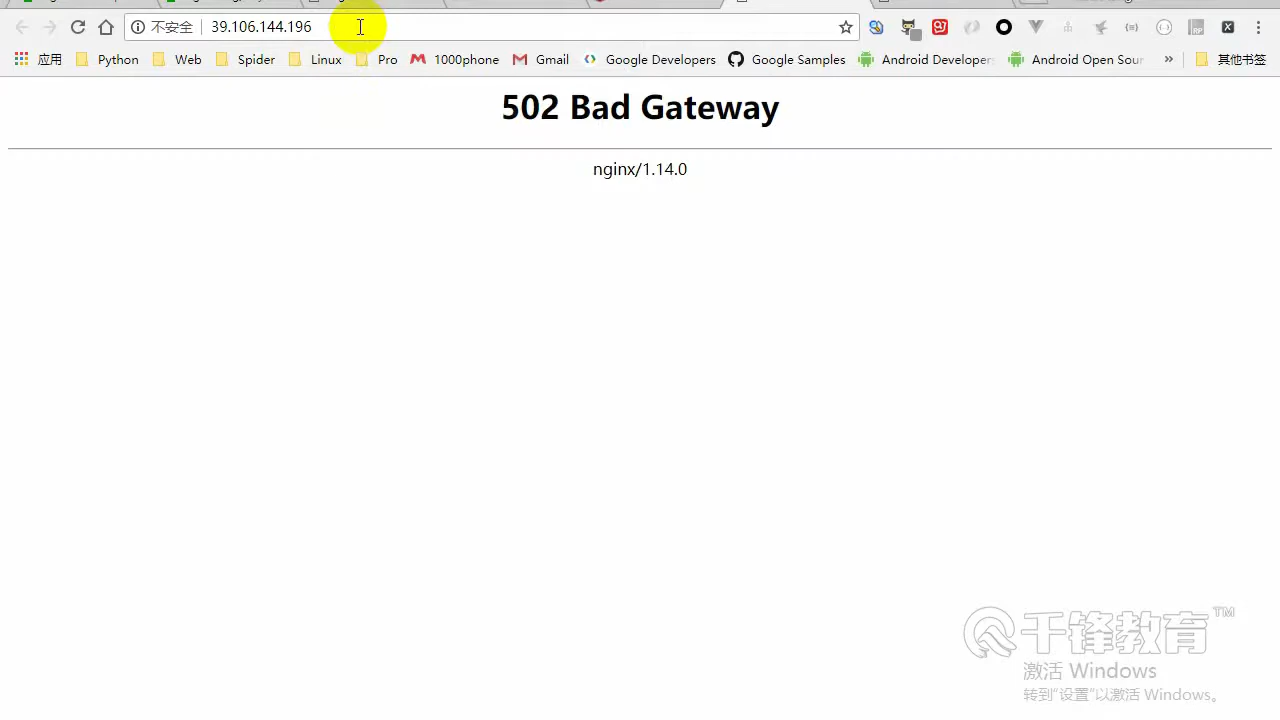 不安全 39.106.144.196
应用 Python Web Spider Linux Pro 1000phone Gmail Google Developers Google Samples Android Developer Android Open Sour » 其他书签
502 Bad Gateway
nginx/1.14.0
千锋教育™
激活 Windows
转到"设置"以激活 Windows。